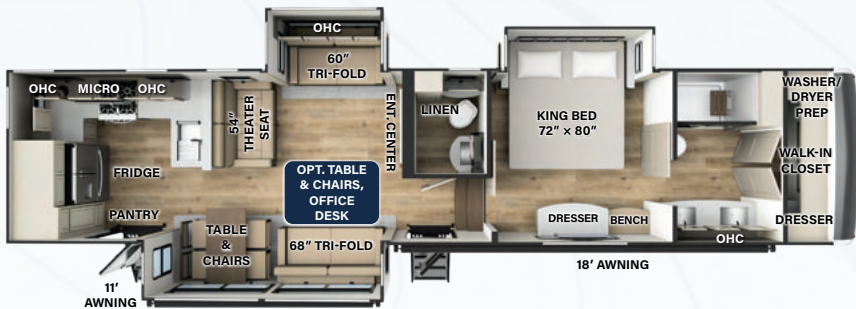 OHC
60” TRI-FOLD
OHC
MICRO
OHC
54” THEATER SEAT
ENT. CENTER
LINEN
KING BED
72” × 80”
WASHER/
DRYER
PREP
WALK-IN
CLOSET
DRESSER
FRIDGE
PANTRY
OPT. TABLE
& CHAIRS,
OFFICE
DESK
TABLE
&
CHAIRS
68” TRI-FOLD
DRESSER
BENCH
OHC
11’
AWNING
18’ AWNING